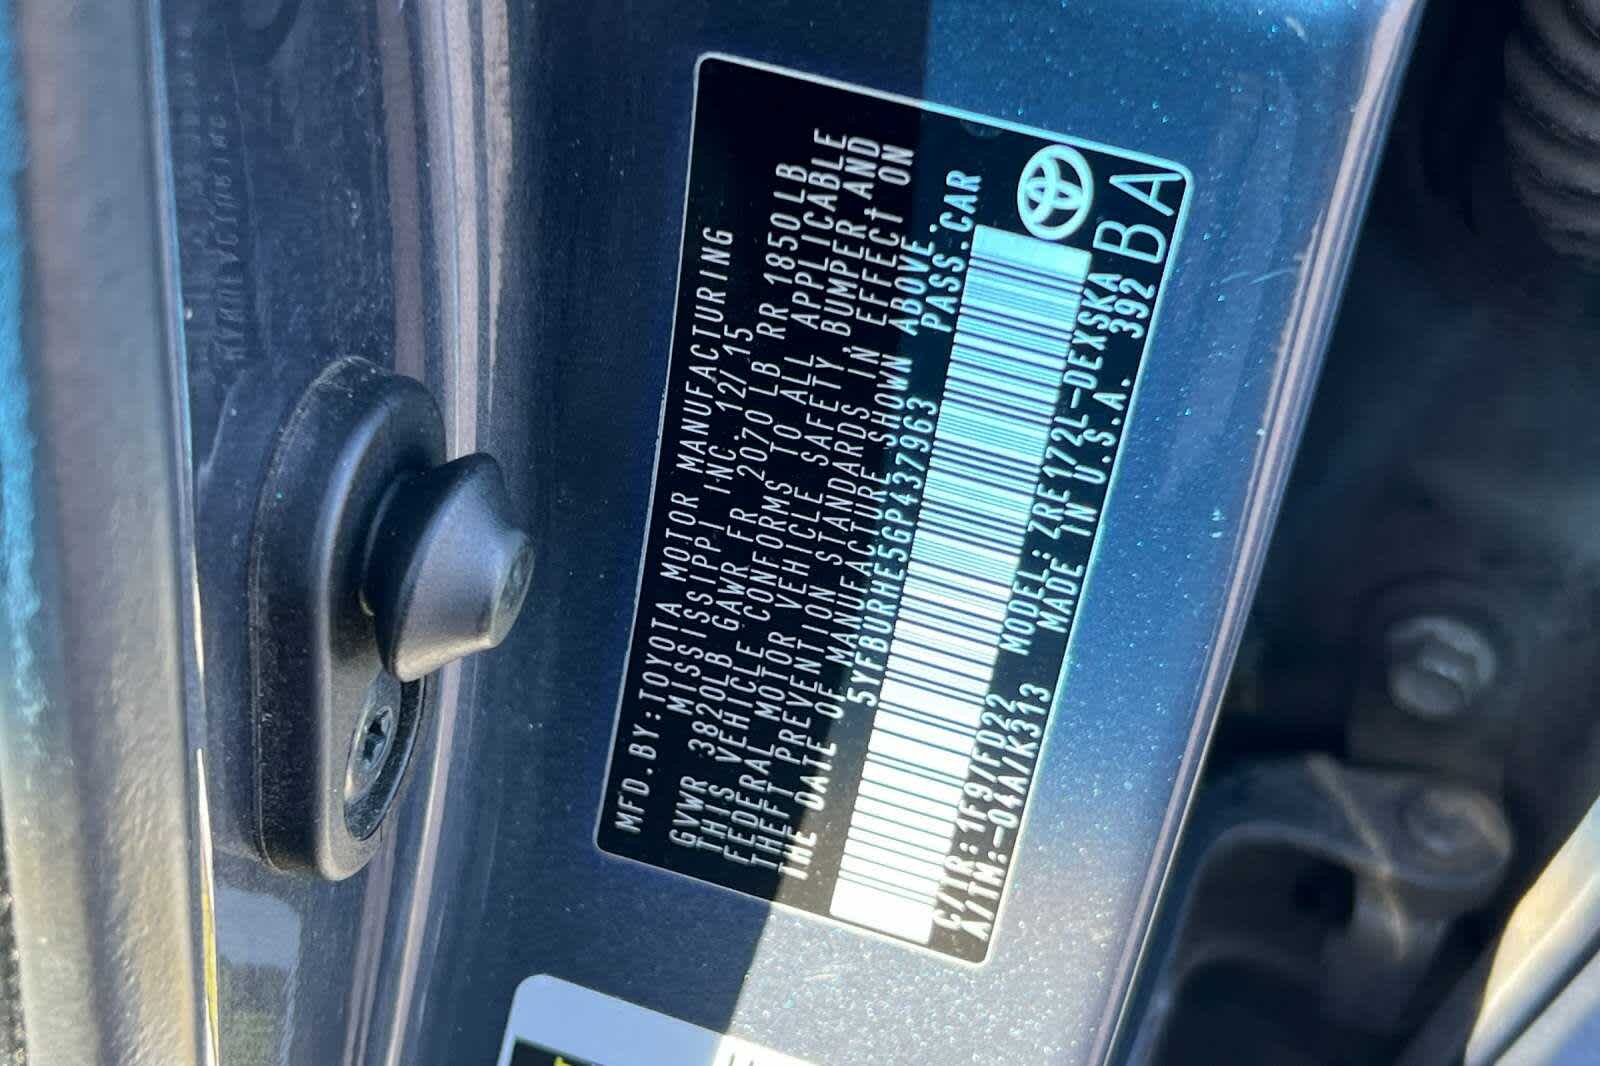 MFD.BY:TOYOTA MOTOR MANUFACTURING
MISSISSIPPI INC. 12/15
GVWR 3820LB GAWR FR 2070 LB RR 1850LB
THIS VEHICLE CONFORMS TO ALL APPLICABLE
FEDERAL MOTOR VEHICLE SAFETY,BUMPER AND
THEFT PREVENTION STANDARDS IN EFFECT ON
THE DATE OF MANUFACTURE SHOWN ABOVE.
5YFBURHE5GP437963 PASS.CAR
C/TR:1F9/FD22 MODEL:ZRE172L-DEXSKA
A/TM:-04A/K313 MADE IN U.S.A. 392
BA